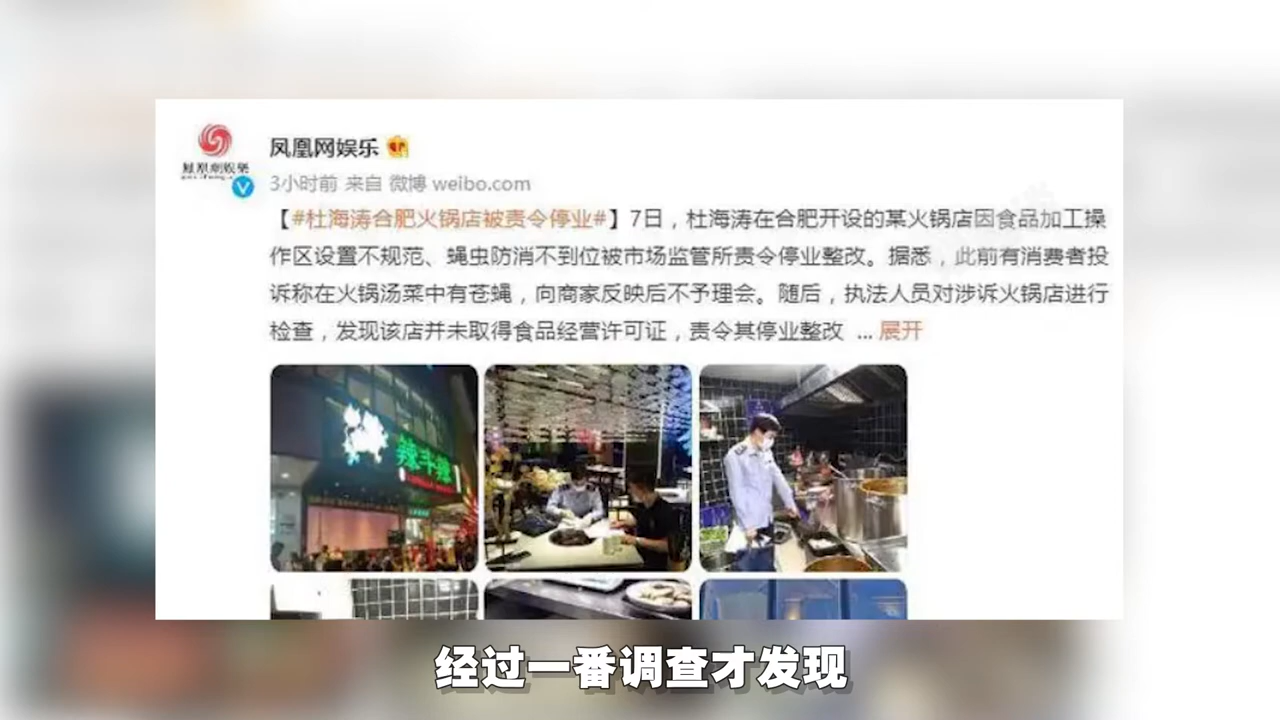 凤凰网娱乐
3小时前 来自 微博 weibo.com
【#杜海涛合肥火锅店被责令停业#】7日，杜海涛在合肥开设的某火锅店因食品加工操
作区设置不规范、蝇虫防消不到位被市场监管所责令停业整改。据悉，此前有消费者投
诉称在火锅汤菜中有苍蝇，向商家反映后不予理会。随后，执法人员对涉诉火锅店进行
检查，发现该店并未取得食品经营许可证，责令其停业整改 ... 展开
辣斗辣
经过一番调查才发现